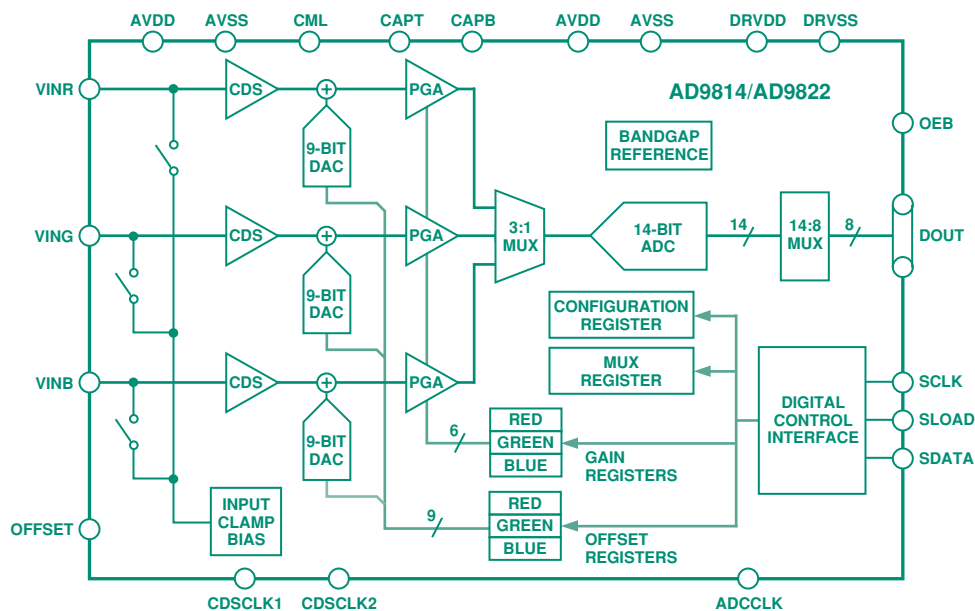 AVDD AVSS CML CAPT CAPB AVDD AVSS DRVDD DRVSS
VINR
CDS
+
PGA
AD9814/AD9822
OEB
9-BIT
DAC
BANDGAP
REFERENCE
VING
CDS
+
PGA
3:1
MUX
14-BIT
ADC
14
14:8
MUX
8
DOUT
9-BIT
DAC
CONFIGURATION
REGISTER
VINB
CDS
+
PGA
MUX
REGISTER
DIGITAL
CONTROL
INTERFACE
SCLK
SLOAD
SDATA
9-BIT
DAC
6
RED
GREEN
BLUE
GAIN
REGISTERS
OFFSET
INPUT
CLAMP
BIAS
9
RED
GREEN
BLUE
OFFSET
REGISTERS
CDSCLK1 CDSCLK2 ADCCLK